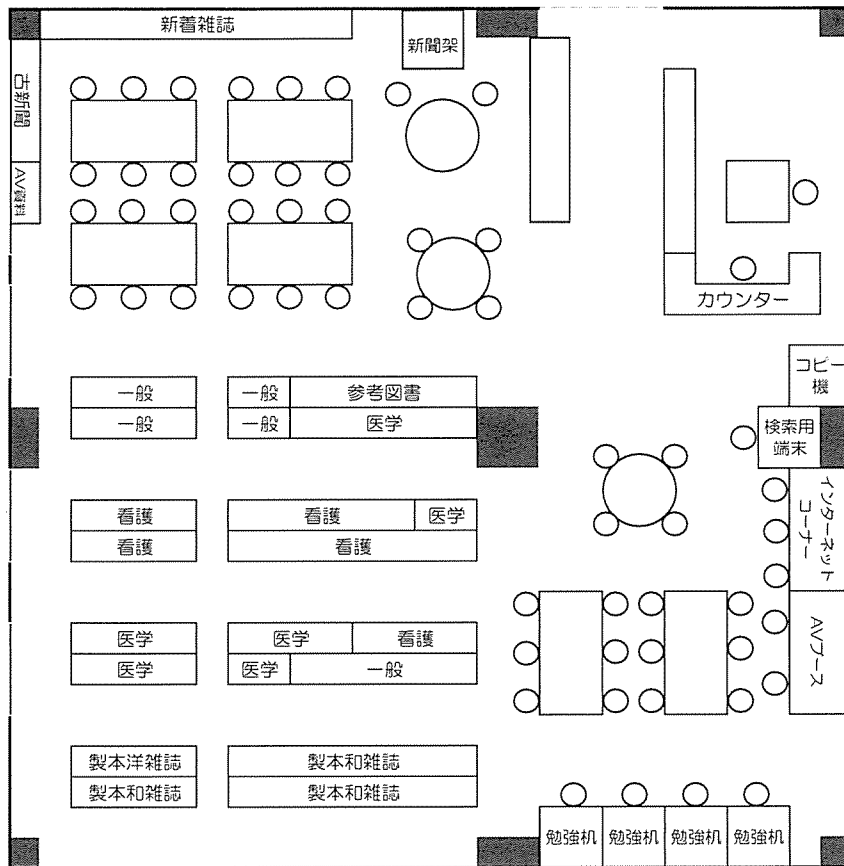 新着雑誌
新聞架
古新聞
AV資料
カウンター
コピー
機
検索用
端末
インターネット
コーナー
AVブース
一般
一般
参考図書
一般
一般
医学
看護
看護
医学
看護
看護
医学
医学
看護
医学
医学
一般
製本洋雑誌
製本和雑誌
製本和雑誌
製本和雑誌
勉強机
勉強机
勉強机
勉強机